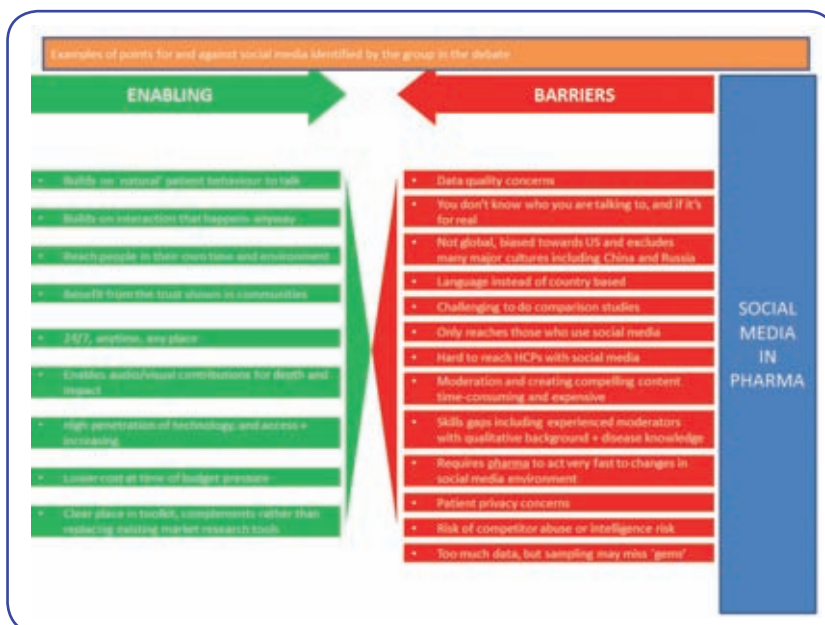 Examples of points for and against social media identified by the group in the debate
ENABLING
• Builds on 'natural' patient behaviour to talk
• Builds on interaction that happens anyway
• Reach people in their own time and environment
• Benefit from the trust shown in communities
• 24/7, anytime, any place
• Enables audio/visual contributions for depth and
impact
• High penetration of technology, and access +
increasing
• Lower cost at time of budget pressure
• Clear place in toolkit, complements rather than
replacing existing market research tools
BARRIERS
• Data quality concerns
• You don't know who you are talking to, and if it's
for real
• Not global, biased towards US and excludes
many major cultures including China and Russia
• Language instead of country based
• Challenging to do comparison studies
• Only reaches those who use social media
• Hard to reach HCPs with social media
• Moderation and creating compelling content
time-consuming and expensive
• Skills gaps including experienced moderators
with qualitative background + disease knowledge
• Requires pharma to act very fast to changes in
social media environment
• Patient privacy concerns
• Risk of competitor abuse or intelligence risk
• Too much data, but sampling may miss 'gems'
SOCIAL
MEDIA
IN
PHARMA